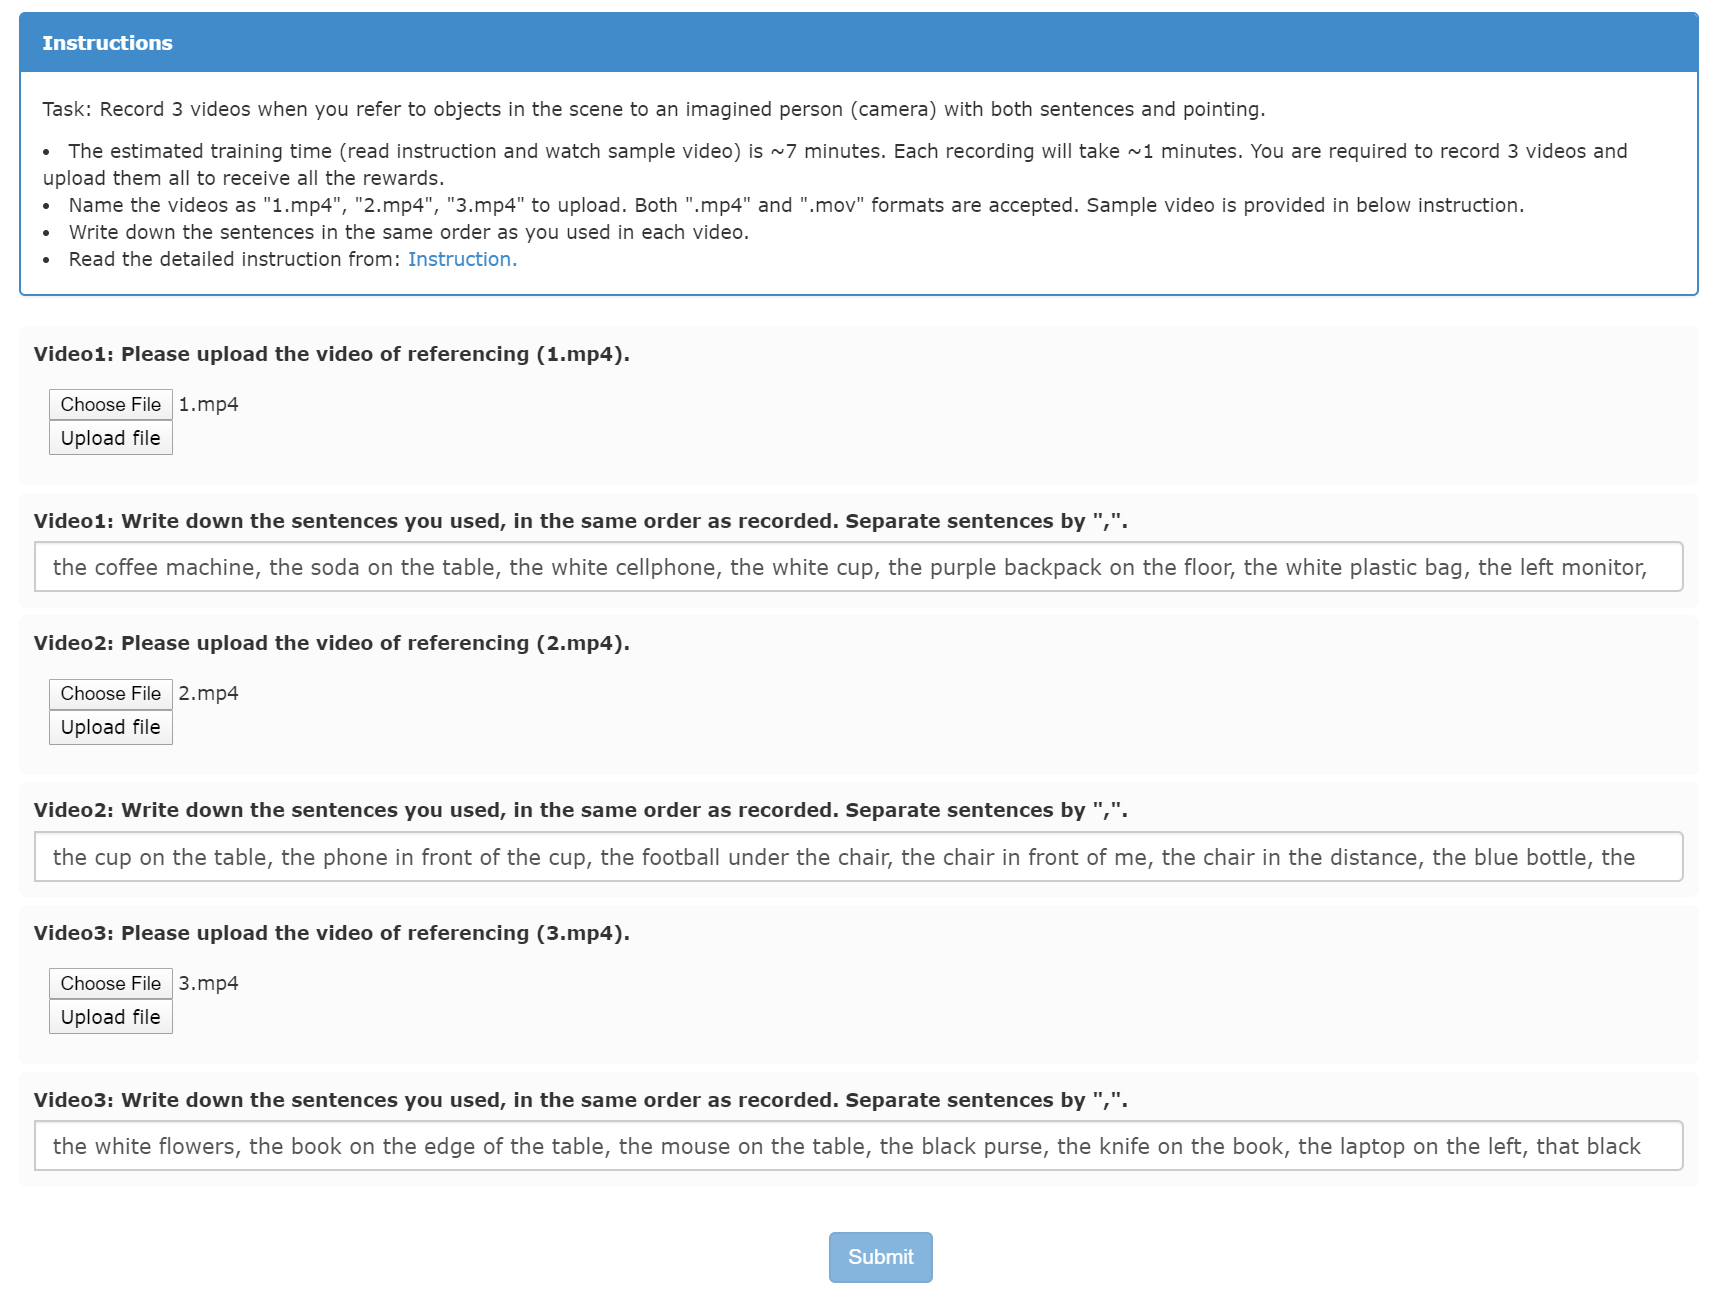 Instructions
Task: Record 3 videos when you refer to objects in the scene to an imagined person (camera) with both sentences and pointing.
• The estimated training time (read instruction and watch sample video) is ~7 minutes. Each recording will take ~1 minutes. You are required to record 3 videos and
upload them all to receive all the rewards.
• Name the videos as "1.mp4", "2.mp4", "3.mp4" to upload. Both ".mp4" and ".mov" formats are accepted. Sample video is provided in below instruction.
• Write down the sentences in the same order as you used in each video.
• Read the detailed instruction from: Instruction.
Video1: Please upload the video of referencing (1.mp4).
Choose File 1.mp4
Upload file
Video1: Write down the sentences you used, in the same order as recorded. Separate sentences by ",".
the coffee machine, the soda on the table, the white cellphone, the white cup, the purple backpack on the floor, the white plastic bag, the left monitor,
Video2: Please upload the video of referencing (2.mp4).
Choose File 2.mp4
Upload file
Video2: Write down the sentences you used, in the same order as recorded. Separate sentences by ",".
the cup on the table, the phone in front of the cup, the football under the chair, the chair in front of me, the chair in the distance, the blue bottle, the
Video3: Please upload the video of referencing (3.mp4).
Choose File 3.mp4
Upload file
Video3: Write down the sentences you used, in the same order as recorded. Separate sentences by ",".
the white flowers, the book on the edge of the table, the mouse on the table, the black purse, the knife on the book, the laptop on the left, that black
Submit